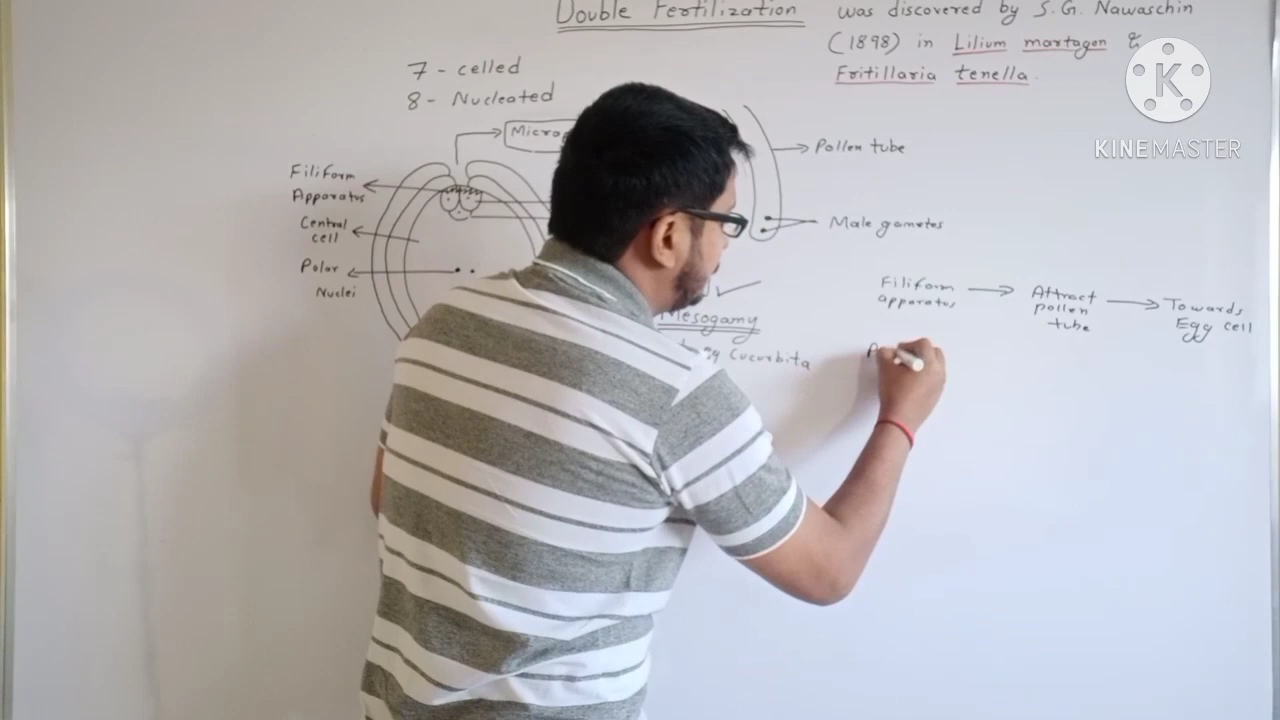 Double Fertilization was discovered by S.G. Nawaschin
(1898) in Lilium martagon &
Fritillaria tenella.
7 - celled
8 - Nucleated
Filiform
Apparatus
Central
cell
Polar
Nuclei
Pollen tube
Male gametes
Mesogamy
eg Cucurbita
Filiform
apparatus
Attract
pollen
tube
Towards
Egg cell
K
KINEMASTER